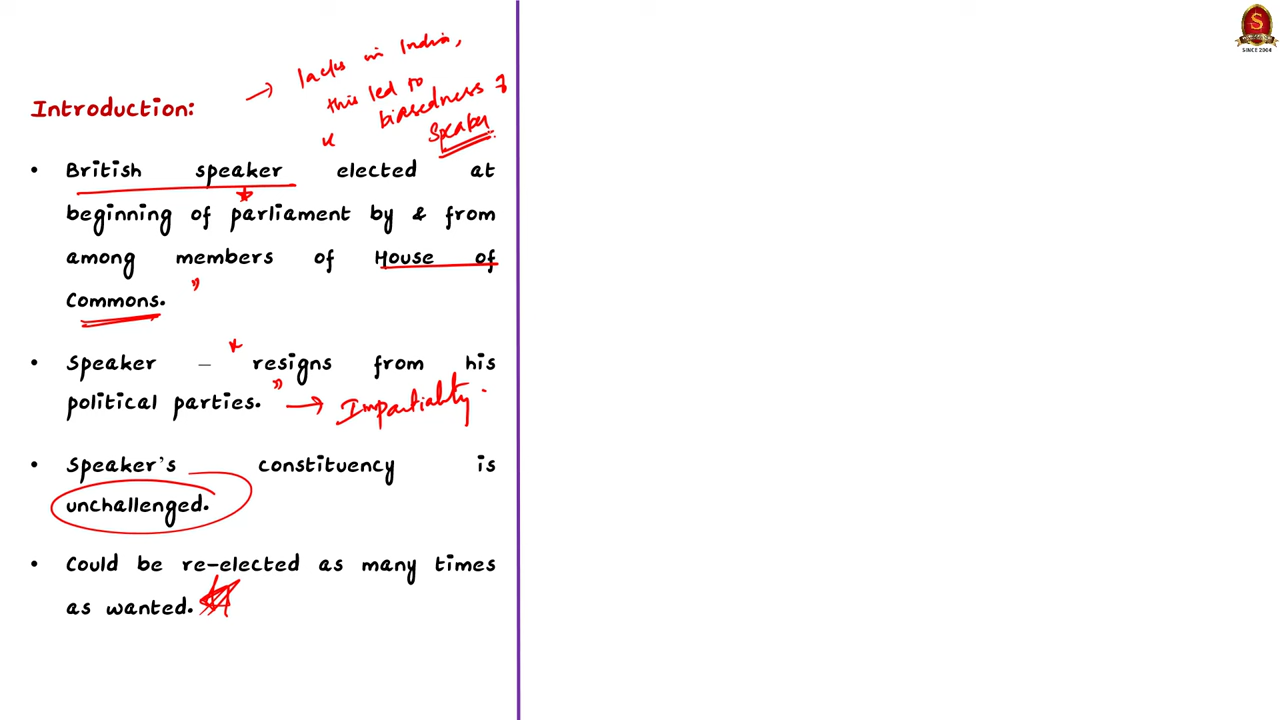 lacks in India,
this led to
Introduction: → biasedness of
Speaker
• British speaker elected at
beginning of parliament by & from
among members of House of
Commons.
• Speaker – resigns from his
political parties. → Impartiality
• Speaker's constituency is
unchallenged.
• Could be re-elected as many times
as wanted.
S
SINCE 2004